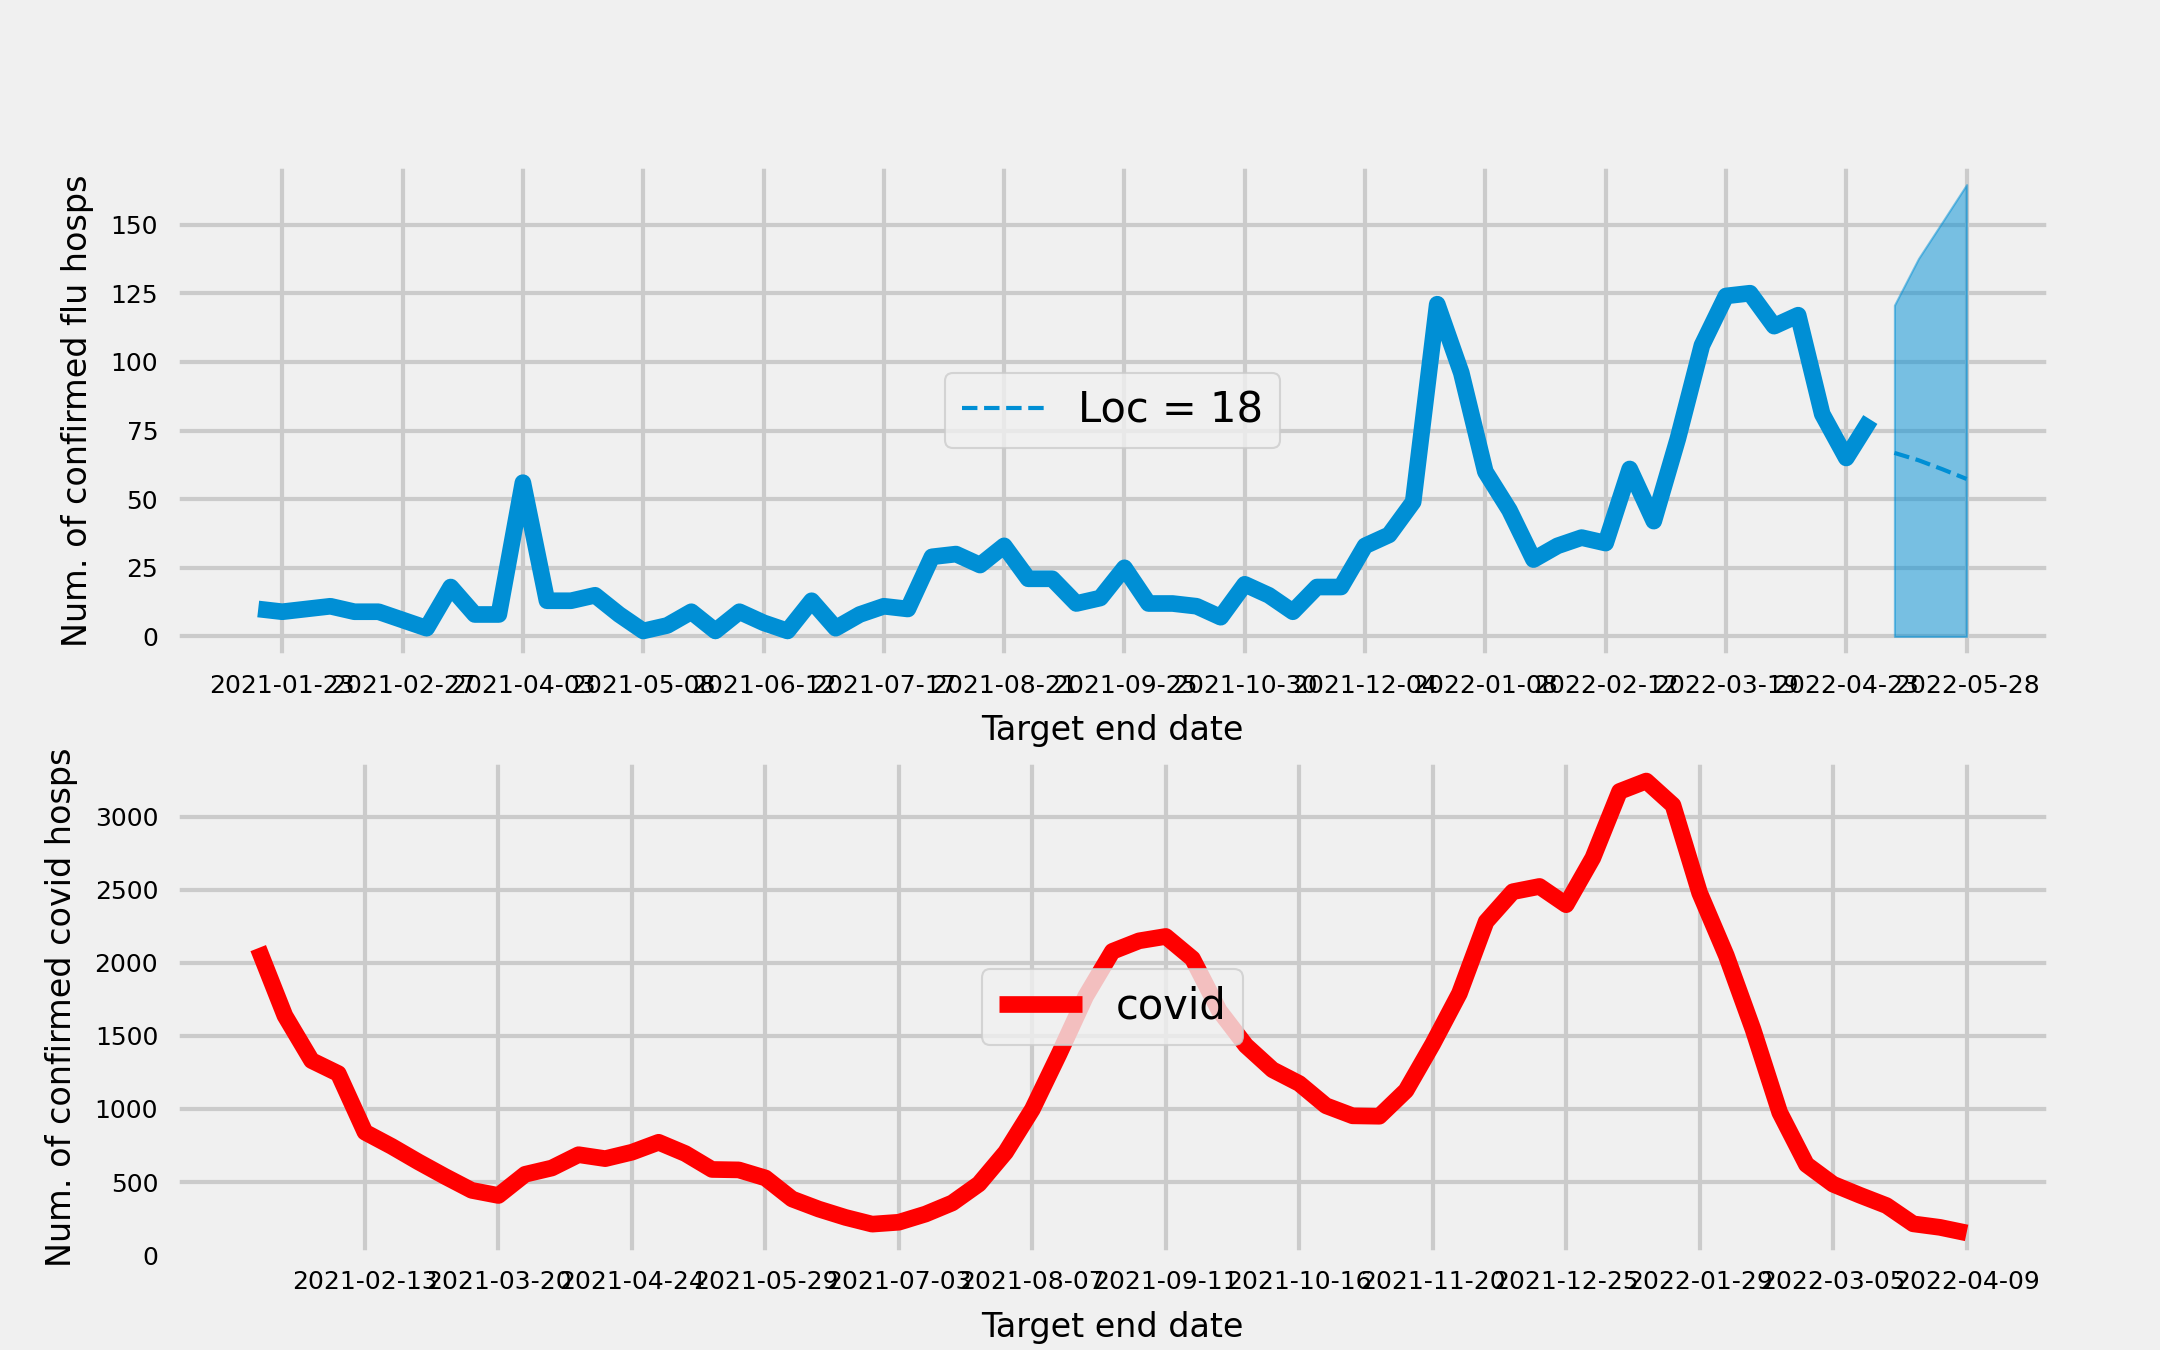 Num. of confirmed flu hosps
150
125
100
75
50
25
0
Loc = 18
2021-01-23 2021-02-27 2021-04-03 2021-05-08 2021-06-12 2021-07-17 2021-08-21 2021-09-25 2021-10-30 2021-12-04 2022-01-08 2022-02-12 2022-03-19 2022-04-23 2022-05-28
Target end date
Num. of confirmed covid hosps
3000
2500
2000
1500
1000
500
0
covid
2021-02-13 2021-03-20 2021-04-24 2021-05-29 2021-07-03 2021-08-07 2021-09-11 2021-10-16 2021-11-20 2021-12-25 2022-01-29 2022-03-05 2022-04-09
Target end date